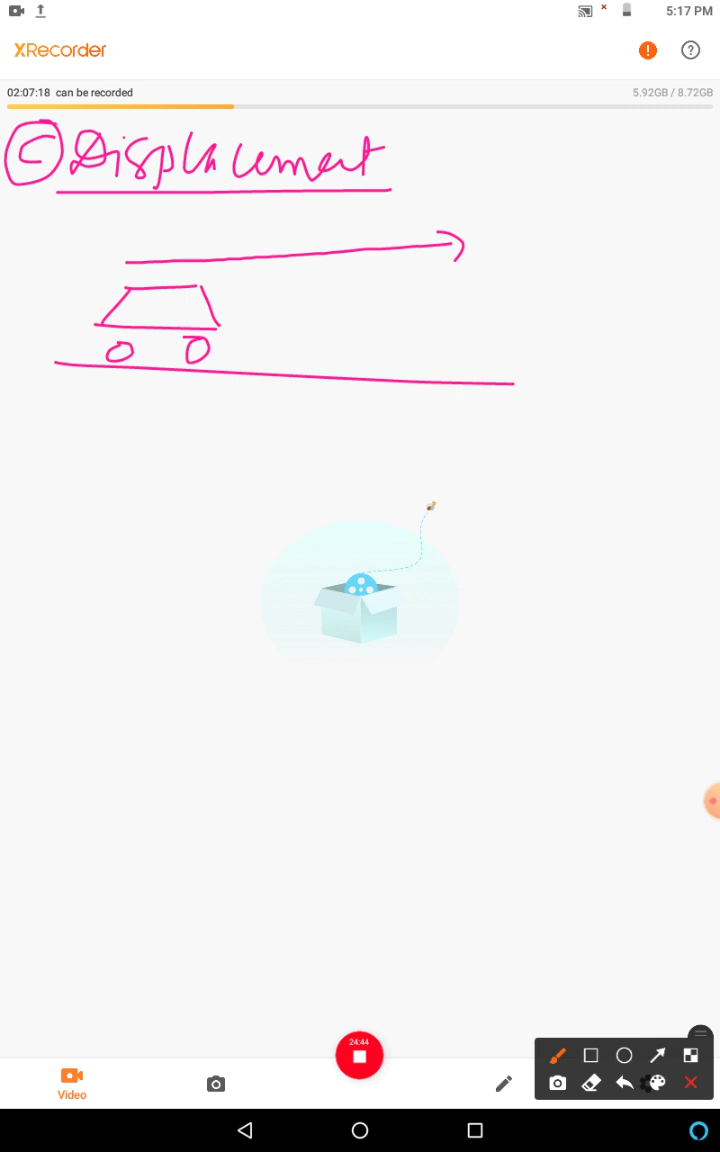 5:17 PM
XRecorder
02:07:18 can be recorded 5.92GB / 8.72GB
C Displacement
24:44
Video